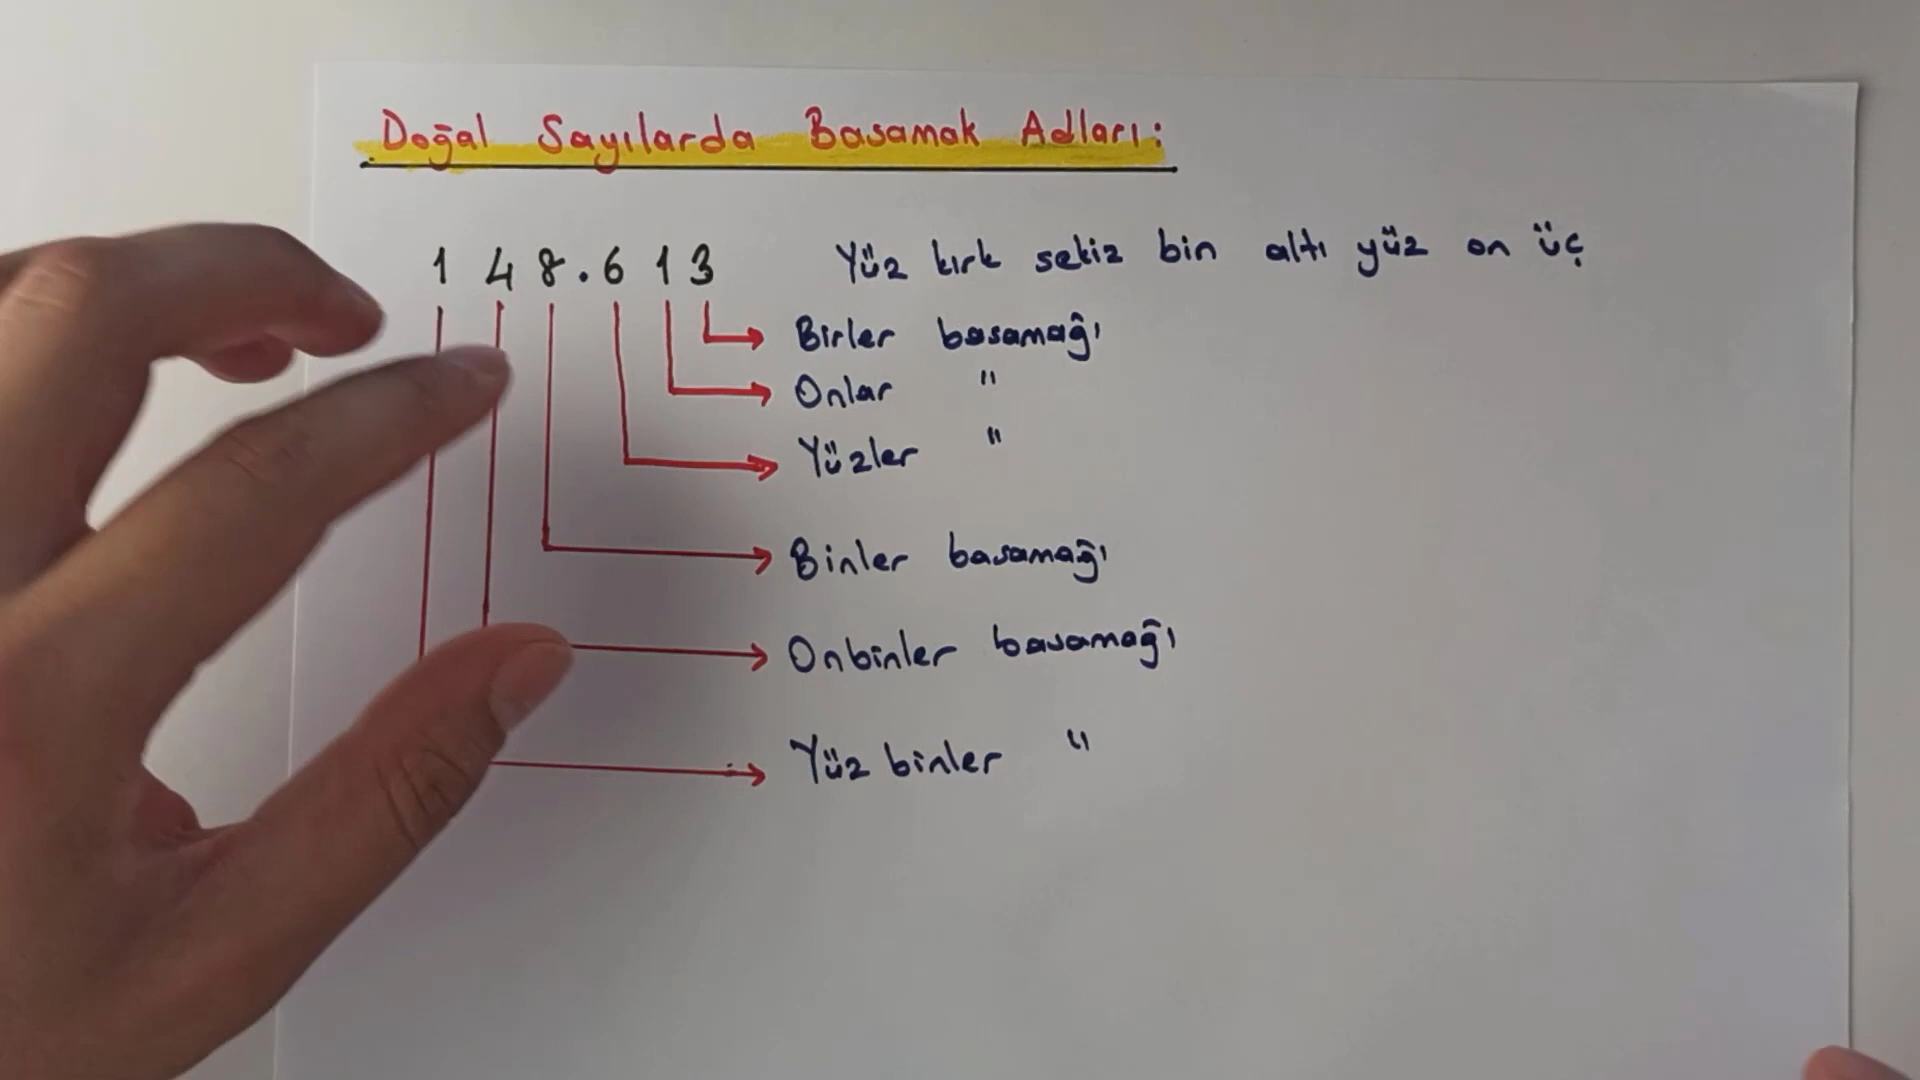 Doğal Sayılarda Basamak Adları:
148.613 Yüz kırk sekiz bin altı yüz on üç
Birler basamağı
Onlar "
Yüzler "
Binler basamağı
Onbinler basamağı
Yüz binler "